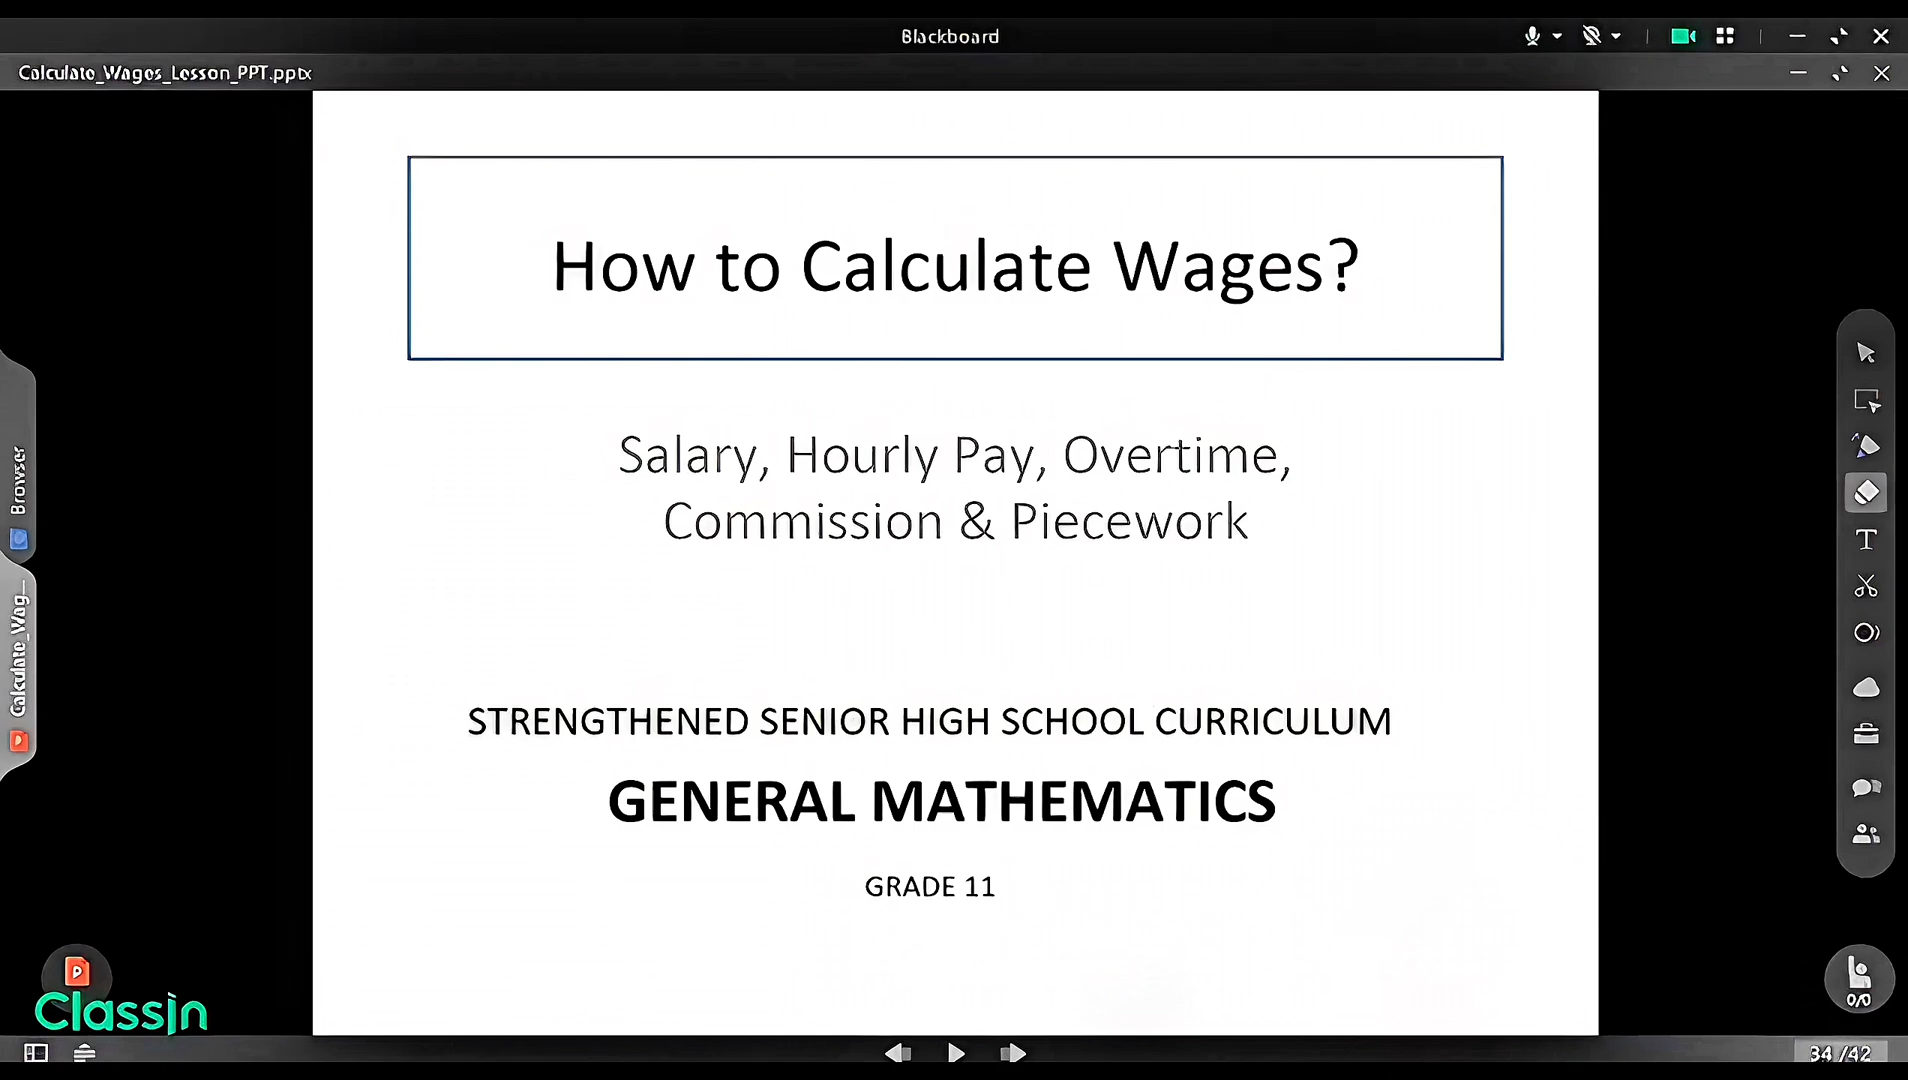 Blackboard
Calculate_Wages_Lesson_PPT.pptx
How to Calculate Wages?
Salary, Hourly Pay, Overtime,
Commission & Piecework
STRENGTHENED SENIOR HIGH SCHOOL CURRICULUM
GENERAL MATHEMATICS
GRADE 11
Browser
Calculate_Wag...
T
P
ClassIn
0/0
34 /42